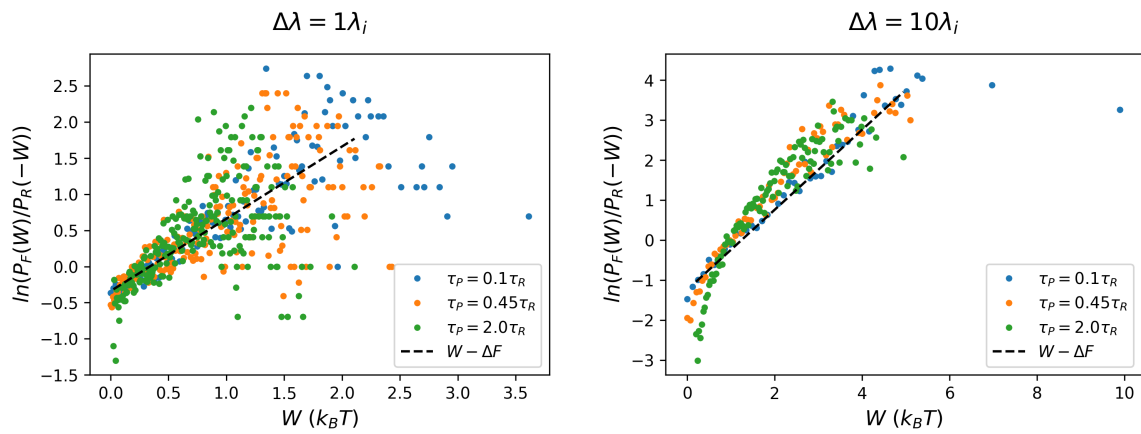 Δλ = 1λᵢ
ln(P_F(W)/P_R(−W))
2.5
2.0
1.5
1.0
0.5
0.0
−0.5
−1.0
−1.5
0.0 0.5 1.0 1.5 2.0 2.5 3.0 3.5
W (k_BT)
τ_P = 0.1τ_R
τ_P = 0.45τ_R
τ_P = 2.0τ_R
W − ΔF
Δλ = 10λᵢ
ln(P_F(W)/P_R(−W))
4
3
2
1
0
−1
−2
−3
0 2 4 6 8 10
W (k_BT)
τ_P = 0.1τ_R
τ_P = 0.45τ_R
τ_P = 2.0τ_R
W − ΔF